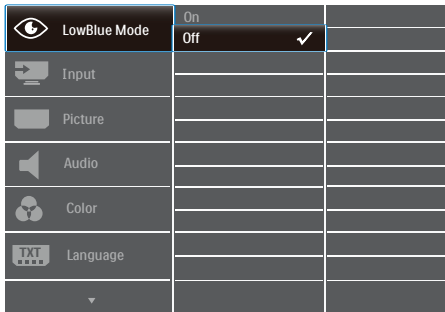 LowBlue Mode
On
Off
Input
Picture
Audio
Color
TXT
Language